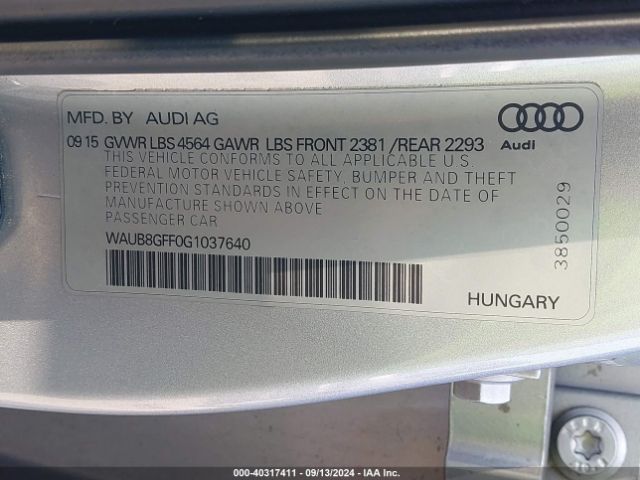 MFD. BY AUDI AG
09 15 GVWR LBS 4564 GAWR LBS FRONT 2381 /REAR 2293
THIS VEHICLE CONFORMS TO ALL APPLICABLE U.S.
FEDERAL MOTOR VEHICLE SAFETY, BUMPER AND THEFT
PREVENTION STANDARDS IN EFFECT ON THE DATE OF
MANUFACTURE SHOWN ABOVE
PASSENGER CAR
WAUB8GFF0G1037640
Audi
3850029
HUNGARY
000-40317411 - 09/13/2024 - IAA Inc.